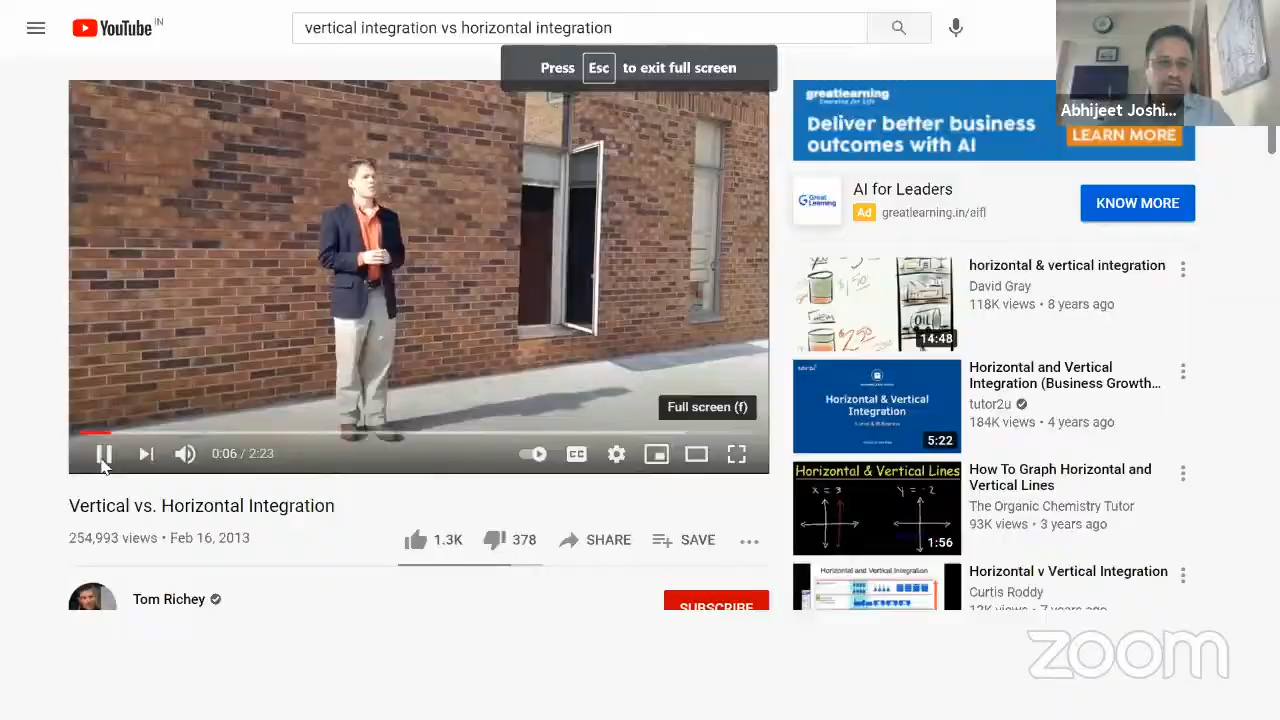 YouTube IN
vertical integration vs horizontal integration
Press Esc to exit full screen
Abhijeet Joshi...
greatlearning
Deliver better business
outcomes with AI
LEARN MORE
Great
Learning
AI for Leaders
Ad greatlearning.in/aifl
KNOW MORE
Full screen (f)
0:06 / 2:23
CC
Vertical vs. Horizontal Integration
254,993 views • Feb 16, 2013
1.3K
378
SHARE
SAVE
SUBSCRIBE
OIL
14:48
horizontal & vertical integration
David Gray
118K views • 8 years ago
Horizontal & Vertical
Integration
5:22
Horizontal and Vertical
Integration (Business Growth...
tutor2u
184K views • 4 years ago
Horizontal & Vertical Lines
x = 3
y = -2
1:56
How To Graph Horizontal and
Vertical Lines
The Organic Chemistry Tutor
93K views • 3 years ago
Horizontal and Vertical Integration
Horizontal v Vertical Integration
Curtis Roddy
zoom